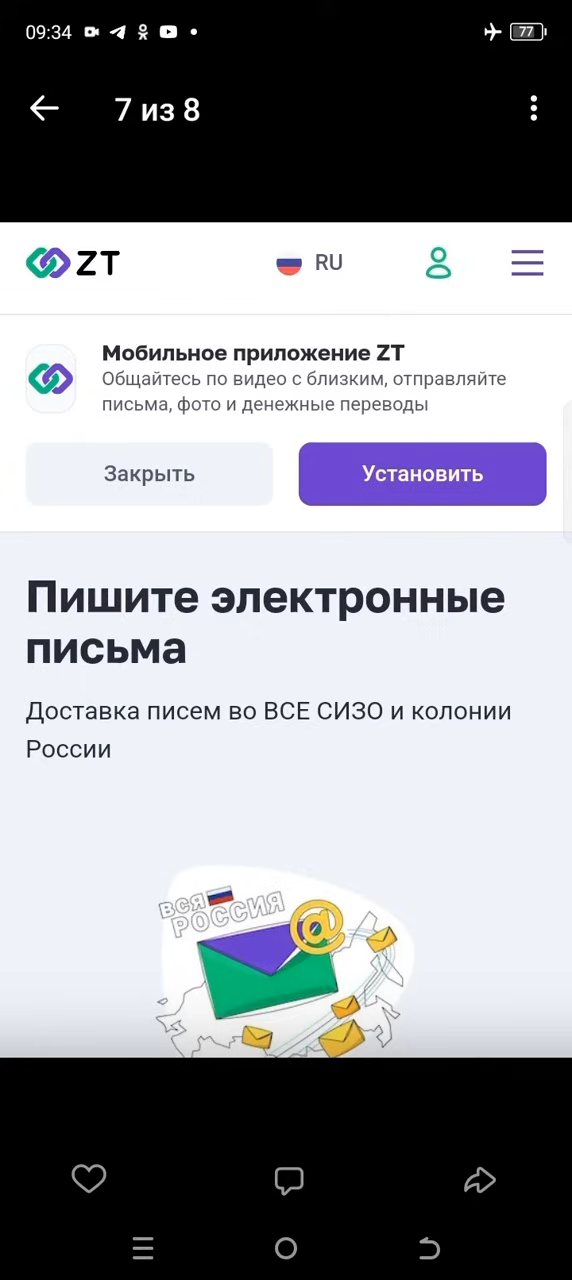 09:34
77
7 из 8
ZT
RU
Мобильное приложение ZT
Общайтесь по видео с близким, отправляйте
письма, фото и денежные переводы
Закрыть
Установить
Пишите электронные
письма
Доставка писем во ВСЕ СИЗО и колонии
России
ВСЯ
РОССИЯ
@